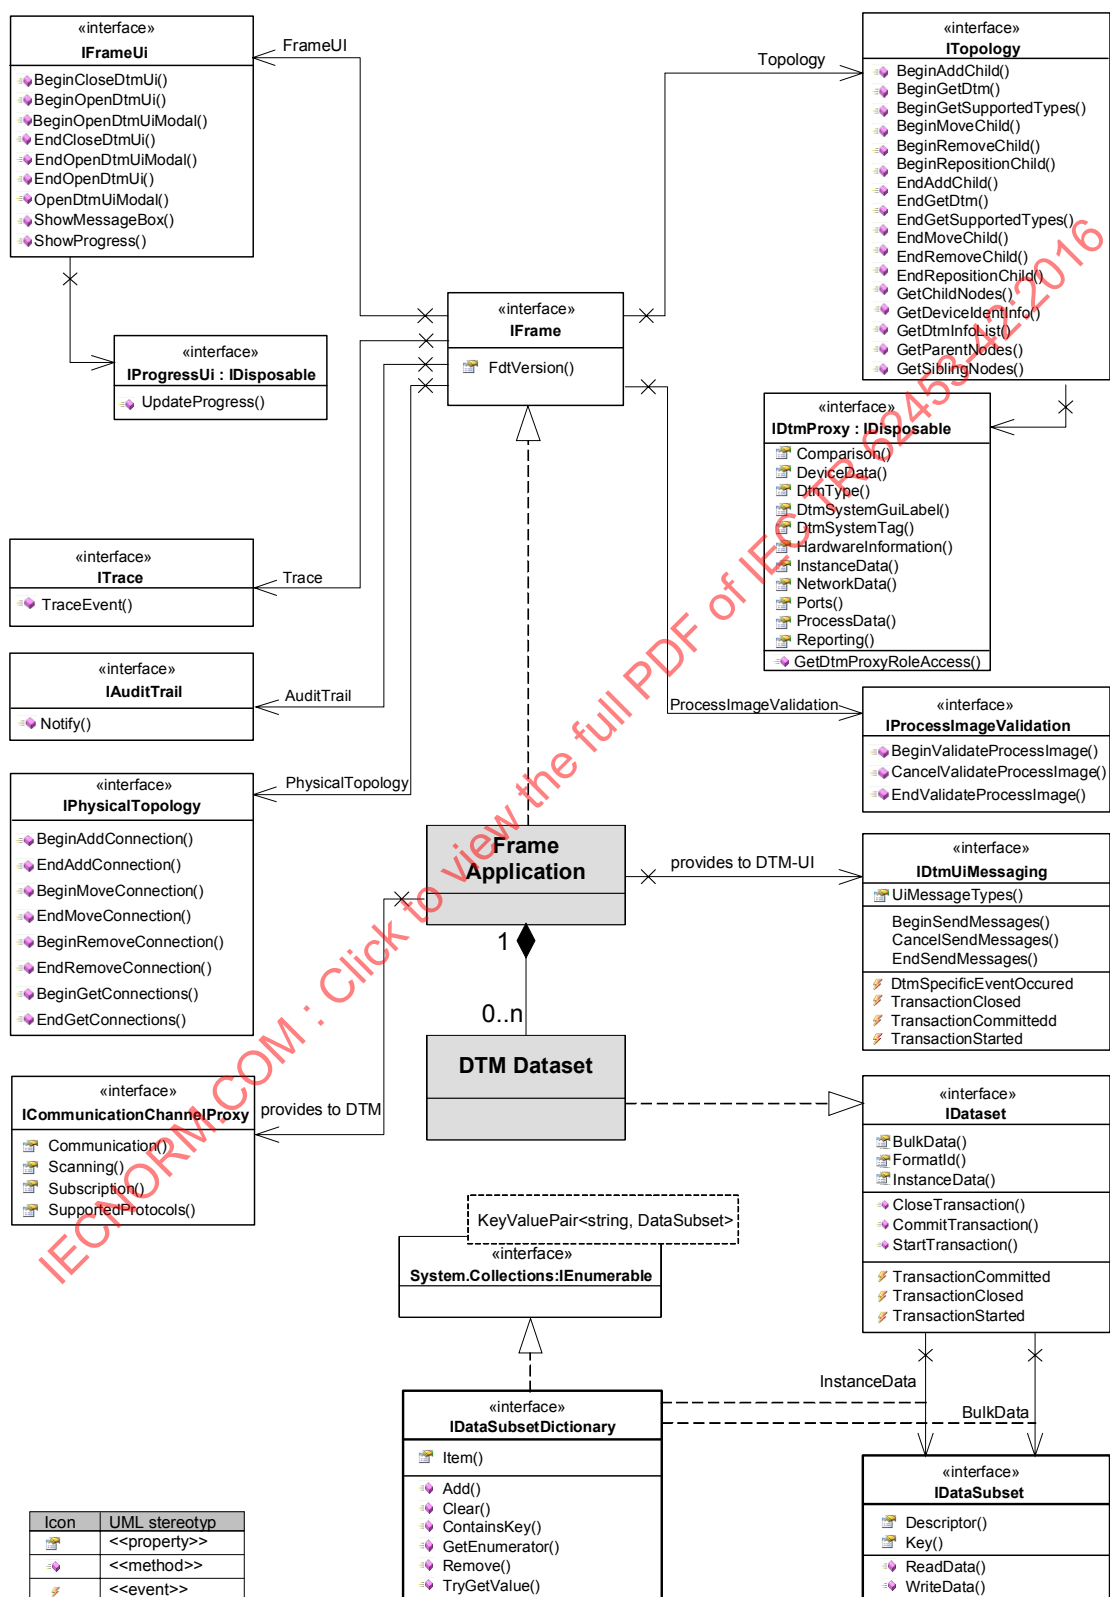 «interface»
IFrameUi
BeginCloseDtmUi()
BeginOpenDtmUi()
BeginOpenDtmUiModal()
EndCloseDtmUi()
EndOpenDtmUiModal()
EndOpenDtmUi()
OpenDtmUiModal()
ShowMessageBox()
ShowProgress()
FrameUI
Topology
«interface»
ITopology
BeginAddChild()
BeginGetDtm()
BeginGetSupportedTypes()
BeginMoveChild()
BeginRemoveChild()
BeginRepositionChild()
EndAddChild()
EndGetDtm()
EndGetSupportedTypes()
EndMoveChild()
EndRemoveChild()
EndRepositionChild()
GetChildNodes()
GetDeviceIdentInfo()
GetDtmInfoList()
GetParentNodes()
GetSiblingNodes()
«interface»
IProgressUi : IDisposable
UpdateProgress()
«interface»
IFrame
FdtVersion()
«interface»
IDtmProxy : IDisposable
Comparison()
DeviceData()
DtmType()
DtmSystemGuiLabel()
DtmSystemTag()
HardwareInformation()
InstanceData()
NetworkData()
Ports()
ProcessData()
Reporting()
GetDtmProxyRoleAccess()
«interface»
ITrace
TraceEvent()
Trace
«interface»
IAuditTrail
Notify()
AuditTrail
ProcessImageValidation
«interface»
IProcessImageValidation
BeginValidateProcessImage()
CancelValidateProcessImage()
EndValidateProcessImage()
«interface»
IPhysicalTopology
BeginAddConnection()
EndAddConnection()
BeginMoveConnection()
EndMoveConnection()
BeginRemoveConnection()
EndRemoveConnection()
BeginGetConnections()
EndGetConnections()
PhysicalTopology
Frame
Application
provides to DTM-UI
«interface»
IDtmUiMessaging
UiMessageTypes()
BeginSendMessages()
CancelSendMessages()
EndSendMessages()
DtmSpecificEventOccured
TransactionClosed
TransactionCommittedd
TransactionStarted
1
0..n
DTM Dataset
«interface»
ICommunicationChannelProxy
Communication()
Scanning()
Subscription()
SupportedProtocols()
provides to DTM
«interface»
IDataset
BulkData()
FormatId()
InstanceData()
CloseTransaction()
CommitTransaction()
StartTransaction()
TransactionCommitted
TransactionClosed
TransactionStarted
KeyValuePair<string, DataSubset>
«interface»
System.Collections:IEnumerable
InstanceData
BulkData
«interface»
IDataSubsetDictionary
Item()
Add()
Clear()
ContainsKey()
GetEnumerator()
Remove()
TryGetValue()
«interface»
IDataSubset
Descriptor()
Key()
ReadData()
WriteData()
Icon UML stereotyp
<<property>>
<<method>>
<<event>>
IECNORM.COM : Click to view the full PDF of IEC TR 62453-42:2016